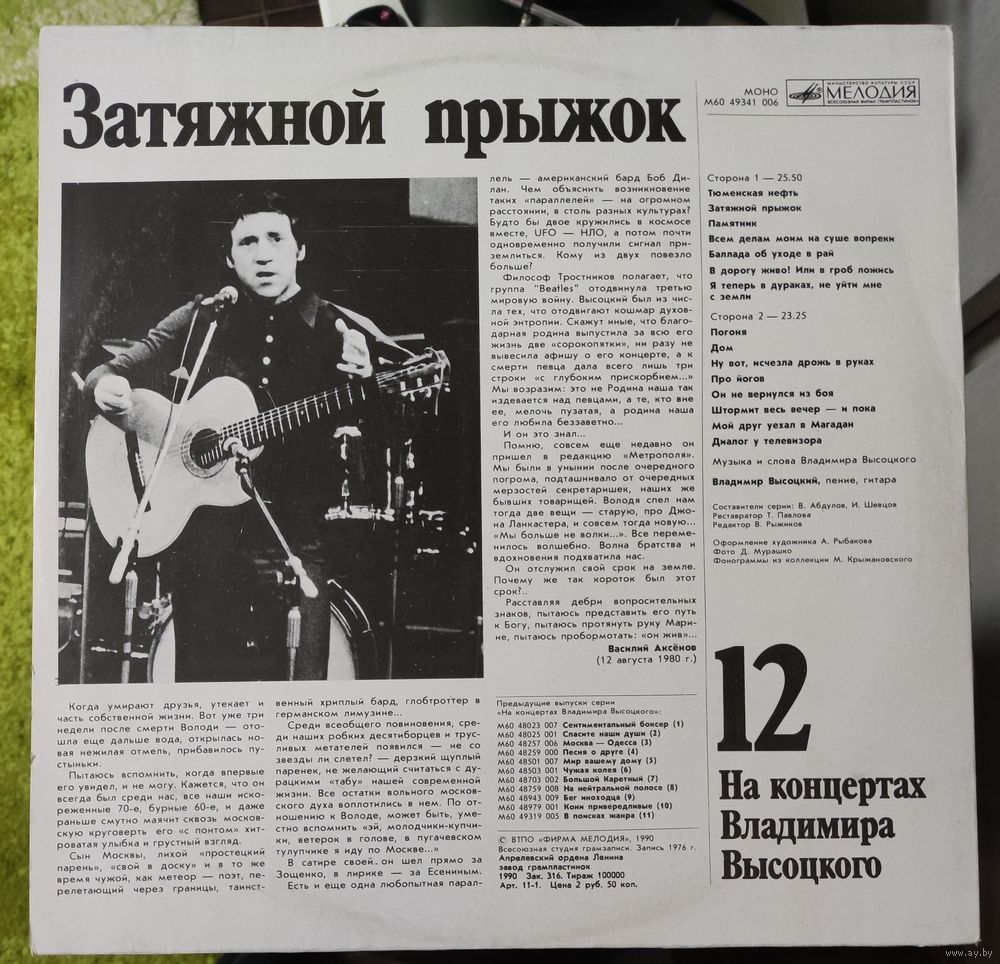 Затяжной прыжок
МОНО
М60 49341 006
МИНИСТЕРСТВО КУЛЬТУРЫ СССР
МЕЛОДИЯ
ВСЕСОЮЗНАЯ ФИРМА ГРАМПЛАСТИНОК
Когда умирают друзья, утекает и
часть собственной жизни. Вот уже три
недели после смерти Володи — ото-
шла еще дальше вода, открылась но-
вая нежилая отмель, прибавилось пу-
стыньки.
Пытаюсь вспомнить, когда впервые
его увидел, и не могу. Кажется, что он
всегда был среди нас, все наши иско-
реженные 70-е, бурные 60-е, и даже
раньше смутно маячит сквозь москов-
скую круговерть его «с понтом» хит-
роватая улыбка и грустный взгляд.
Сын Москвы, лихой «простецкий
парень», «свой в доску» и в то же
время чужой, как метеор — поэт, пе-
релетающий через границы, таинст-
венный хриплый бард, глобтроттер в
германском лимузине...
Среди всеобщего повиновения, сре-
ди наших робких десятиборцев и трус-
ливых метателей появился — не со
звезды ли слетел? — дерзкий щуплый
паренек, не желающий считаться с ду-
рацкими «табу» нашей современной
жизни. Все остатки вольного москов-
ского духа воплотились в нем. По от-
ношению к Володе, может быть, уме-
стно вспомнить «эй, молодчики-купчи-
ки, ветерок в голове, в пугачевском
тулупчике я иду по Москве...»
В сатире своей он шел прямо за
Зощенко, в лирике — за Есениным.
Есть и еще одна любопытная парал-
лель — американский бард Боб Ди-
лан. Чем объяснить возникновение
таких «параллелей» — на огромном
расстоянии, в столь разных культурах?
Будто бы двое кружились в космосе
вместе, UFO — НЛО, а потом почти
одновременно получили сигнал при-
землиться. Кому из двух повезло
больше?
Философ Тростников полагает, что
группа "Beatles" отодвинула третью
мировую войну. Высоцкий был из чис-
ла тех, что отодвигают кошмар духов-
ной энтропии. Скажут иные, что благо-
дарная родина выпустила за всю его
жизнь две «сорокопятки», ни разу не
вывесила афишу о его концерте, а к
смерти певца дала всего лишь три
строки «с глубоким прискорбием...»
Мы возразим: это не Родина наша так
издевается над певцами, а те, кто вне
ее, мелочь пузатая, а родина наша
его любила беззаветно...
И он это знал...
Помню, совсем еще недавно он
пришел в редакцию «Метрополя».
Мы были в унынии после очередного
погрома, подташнивало от очередных
мерзостей секретаришек, наших же
бывших товарищей. Володя спел нам
тогда две вещи — старую, про Джо-
на Ланкастера, и совсем тогда новую...
«Мы больше не волки...». Все переме-
нилось волшебно. Волна братства и
вдохновения подхватила нас.
Он отслужил свой срок на земле.
Почему же так короток был этот
срок?..
Расставляя дебри вопросительных
знаков, пытаюсь представить его путь
к Богу, пытаюсь протянуть руку Мари-
не, пытаюсь пробормотать: «он жив»...
Василий Аксёнов
(12 августа 1980 г.)
Предыдущие выпуски серии
«На концертах Владимира Высоцкого»:
М60 48023 007 Сентиментальный боксер (1)
М60 48025 001 Спасите наши души (2)
М60 48257 006 Москва — Одесса (3)
М60 48259 000 Песня о друге (4)
М60 48501 007 Мир вашему дому (5)
М60 48503 001 Чужая колея (6)
М60 48703 002 Большой Каретный (7)
М60 48759 008 На нейтральной полосе (8)
М60 48943 009 Бег иноходца (9)
М60 48979 001 Кони привередливые (10)
М60 49319 005 В поисках жанра (11)
© ВТПО «ФИРМА МЕЛОДИЯ», 1990
Всесоюзная студия грамзаписи. Запись 1976 г.
Апрелевский ордена Ленина
завод грампластинок
1990 Зак. 316. Тираж 100000
Арт. 11-1. Цена 2 руб. 50 коп.
Сторона 1 — 25.50
Тюменская нефть
Затяжной прыжок
Памятник
Всем делам моим на суше вопреки
Баллада об уходе в рай
В дорогу живо! Или в гроб ложись
Я теперь в дураках, не уйти мне
с земли
Сторона 2 — 23.25
Погоня
Дом
Ну вот, исчезла дрожь в руках
Про йогов
Он не вернулся из боя
Штормит весь вечер — и пока
Мой друг уехал в Магадан
Диалог у телевизора
Музыка и слова Владимира Высоцкого
Владимир Высоцкий, пение, гитара
Составители серии: В. Абдулов, И. Шевцов
Реставратор Т. Павлова
Редактор В. Рыжиков
Оформление художника А. Рыбакова
Фото Д. Мурашко
Фонограммы из коллекции М. Крыжановского
12
На концертах
Владимира
Высоцкого
www.ay.by